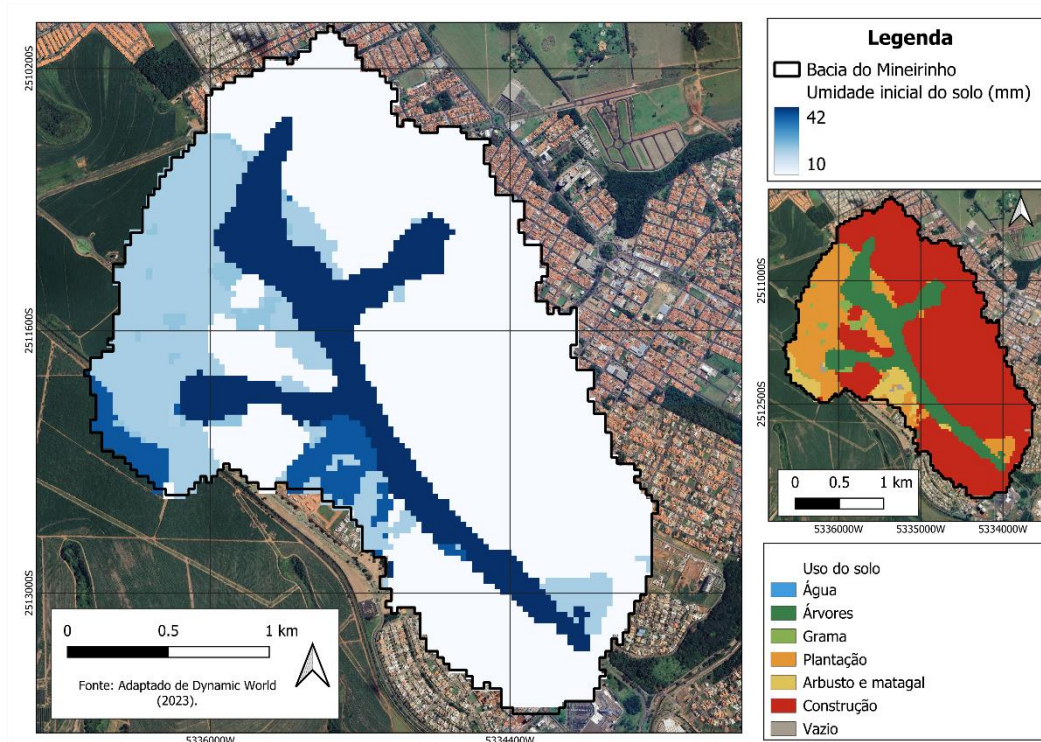 Legenda
Bacia do Mineirinho
Umidade inicial do solo (mm)
42
10
2510200S
2511600S
2513000S
5336000W
5334400W
0 0.5 1 km
Fonte: Adaptado de Dynamic World
(2023).
2511000S
2512500S
0 0.5 1 km
5336000W 5335000W 5334000W
Uso do solo
Água
Árvores
Grama
Plantação
Arbusto e matagal
Construção
Vazio